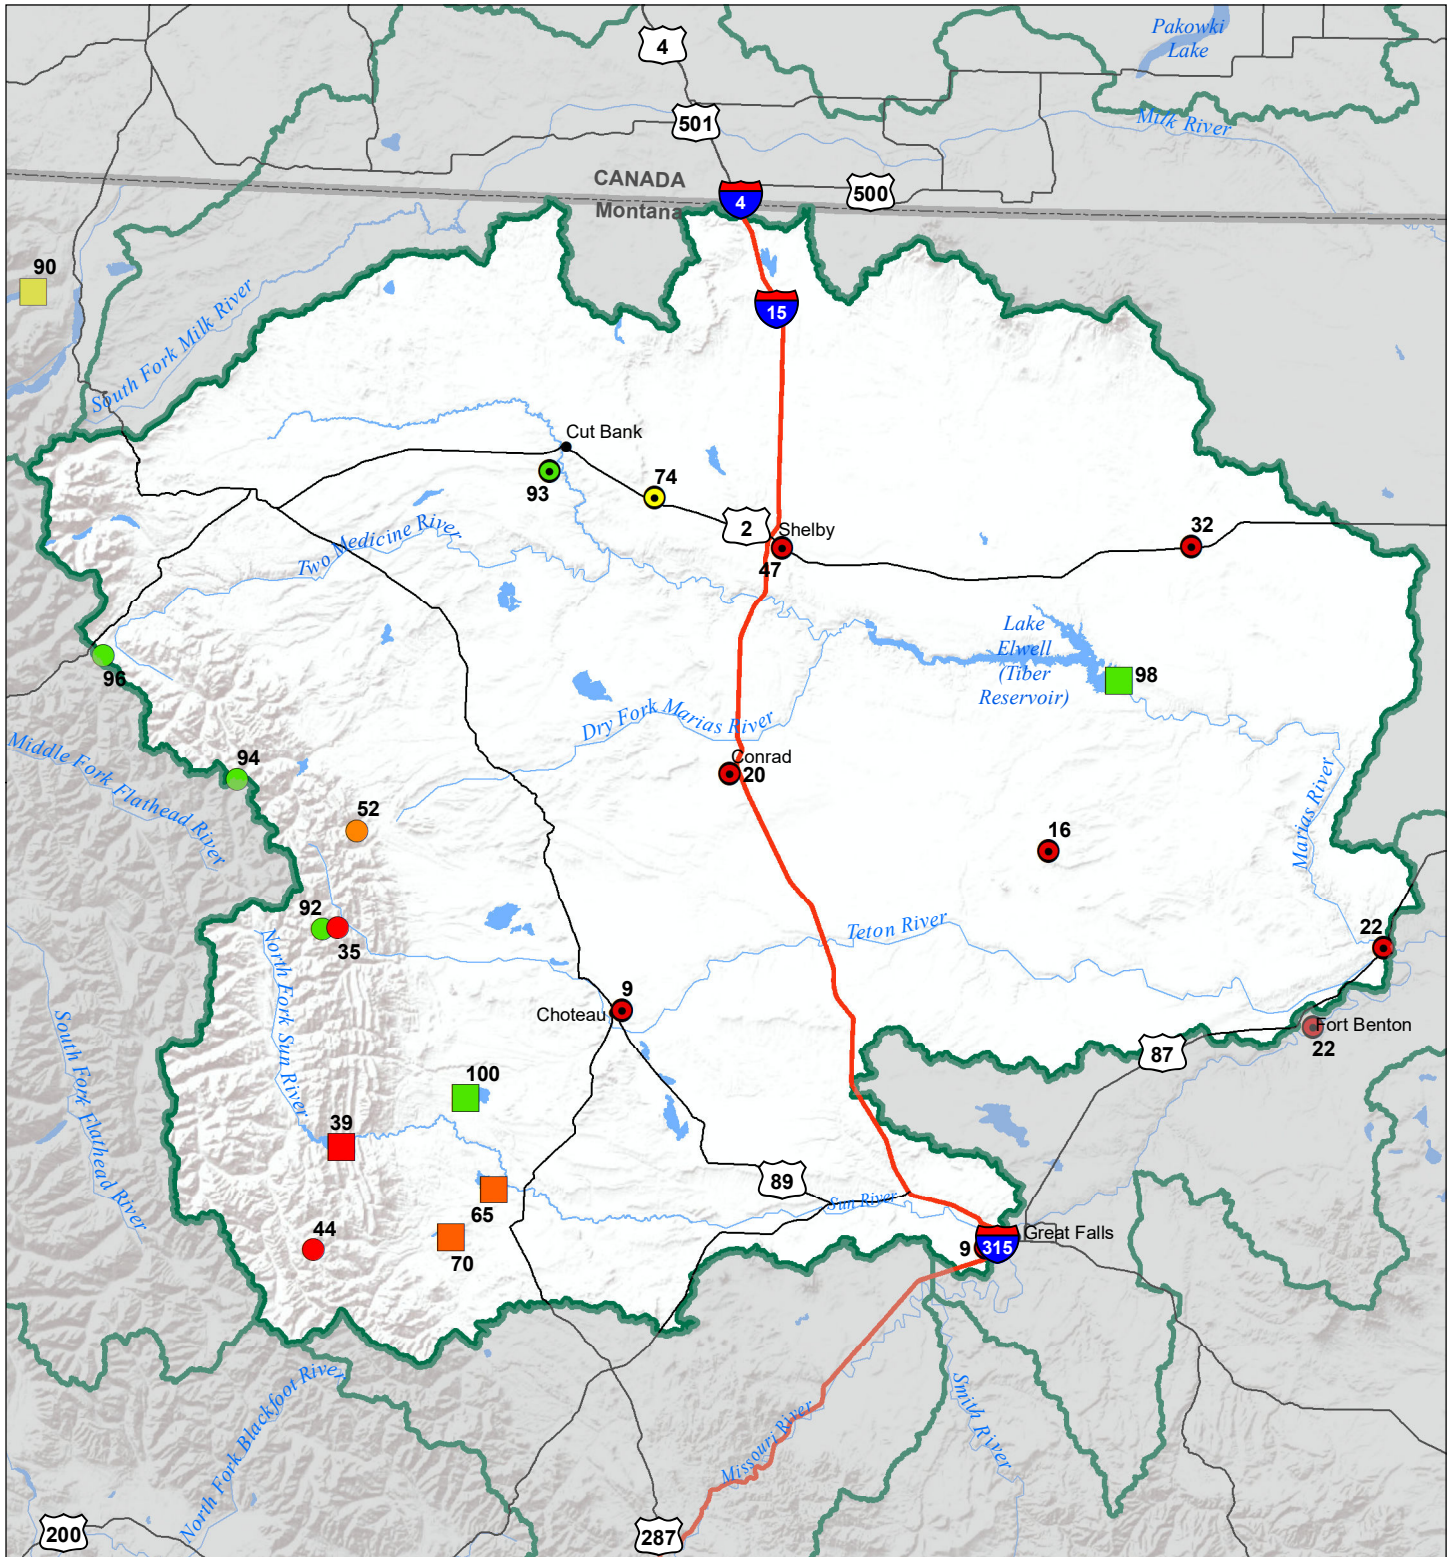 Pakowki
Lake
4
501
Milk River
CANADA
Montana
4
500
90
15
South Fork Milk River
Cut Bank
93
74
2
Shelby
47
32
Two Medicine River
Lake
Elwell
(Tiber
Reservoir)
98
96
Dry Fork Marias River
Middle Fork Flathead River
94
Conrad
20
52
16
Marias River
92
35
North Fork Sun River
Teton River
22
9
Choteau
Fort Benton
22
87
South Fork Flathead River
100
39
89
65
Sun River
44
70
9
315
Great Falls
North Fork Blackfoot River
Missouri River
Smith River
200
287